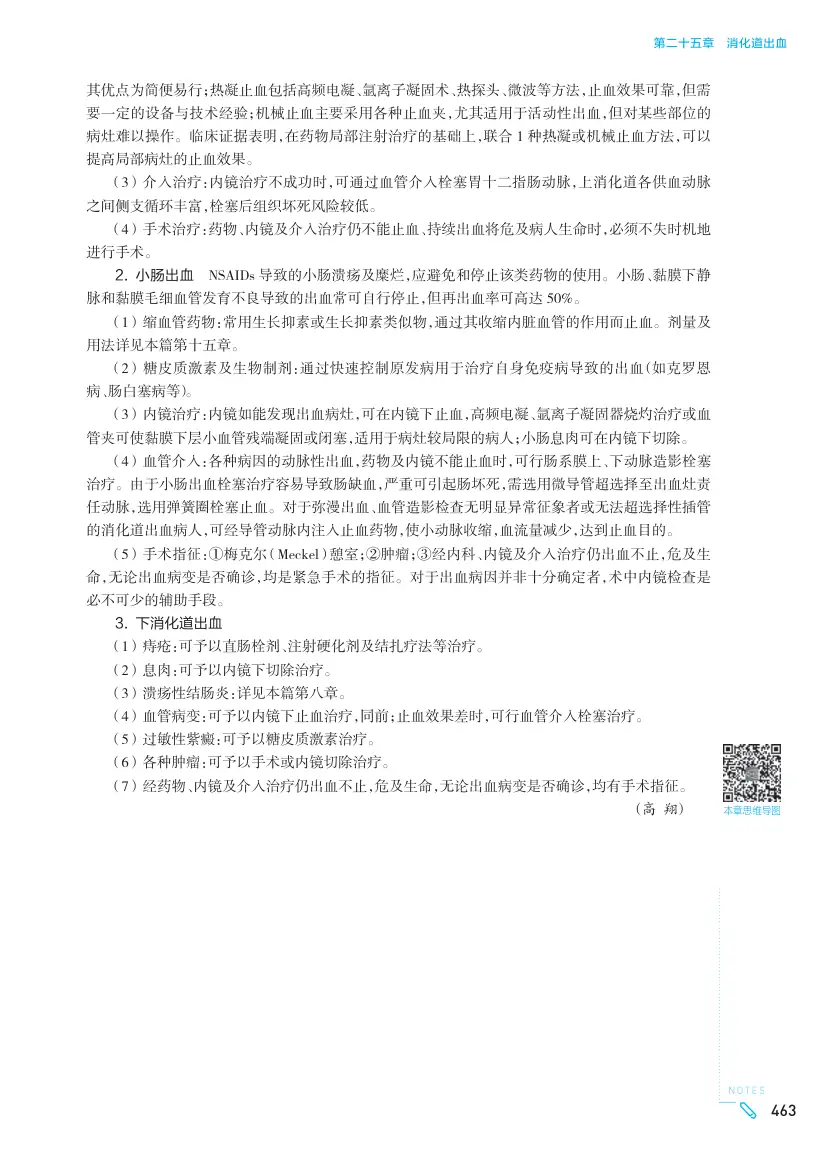 第二十五章 消化道出血
其优点为简便易行;热凝止血包括高频电凝、氩离子凝固术、热探头、微波等方法,止血效果可靠,但需
要一定的设备与技术经验;机械止血主要采用各种止血夹,尤其适用于活动性出血,但对某些部位的
病灶难以操作。临床证据表明,在药物局部注射治疗的基础上,联合 1 种热凝或机械止血方法,可以
提高局部病灶的止血效果。
(3)介入治疗:内镜治疗不成功时,可通过血管介入栓塞胃十二指肠动脉,上消化道各供血动脉
之间侧支循环丰富,栓塞后组织坏死风险较低。
(4)手术治疗:药物、内镜及介入治疗仍不能止血、持续出血将危及病人生命时,必须不失时机地
进行手术。
2. 小肠出血 NSAIDs 导致的小肠溃疡及糜烂,应避免和停止该类药物的使用。小肠、黏膜下静
脉和黏膜毛细血管发育不良导致的出血常可自行停止,但再出血率可高达 50%。
(1)缩血管药物:常用生长抑素或生长抑素类似物,通过其收缩内脏血管的作用而止血。剂量及
用法详见本篇第十五章。
(2)糖皮质激素及生物制剂:通过快速控制原发病用于治疗自身免疫病导致的出血(如克罗恩
病、肠白塞病等)。
(3)内镜治疗:内镜如能发现出血病灶,可在内镜下止血,高频电凝、氩离子凝固器烧灼治疗或血
管夹可使黏膜下层小血管残端凝固或闭塞,适用于病灶较局限的病人;小肠息肉可在内镜下切除。
(4)血管介入:各种病因的动脉性出血,药物及内镜不能止血时,可行肠系膜上、下动脉造影栓塞
治疗。由于小肠出血栓塞治疗容易导致肠缺血,严重可引起肠坏死,需选用微导管超选择至出血灶责
任动脉,选用弹簧圈栓塞止血。对于弥漫出血、血管造影检查无明显异常征象者或无法超选择性插管
的消化道出血病人,可经导管动脉内注入止血药物,使小动脉收缩,血流量减少,达到止血目的。
(5)手术指征:①梅克尔(Meckel)憩室;②肿瘤;③经内科、内镜及介入治疗仍出血不止,危及生
命,无论出血病变是否确诊,均是紧急手术的指征。对于出血病因并非十分确定者,术中内镜检查是
必不可少的辅助手段。
3. 下消化道出血
(1)痔疮:可予以直肠栓剂、注射硬化剂及结扎疗法等治疗。
(2)息肉:可予以内镜下切除治疗。
(3)溃疡性结肠炎:详见本篇第八章。
(4)血管病变:可予以内镜下止血治疗,同前;止血效果差时,可行血管介入栓塞治疗。
(5)过敏性紫癜:可予以糖皮质激素治疗。
(6)各种肿瘤:可予以手术或内镜切除治疗。
(7)经药物、内镜及介入治疗仍出血不止,危及生命,无论出血病变是否确诊,均有手术指征。
(高 翔)
本章思维导图
NOTES
463